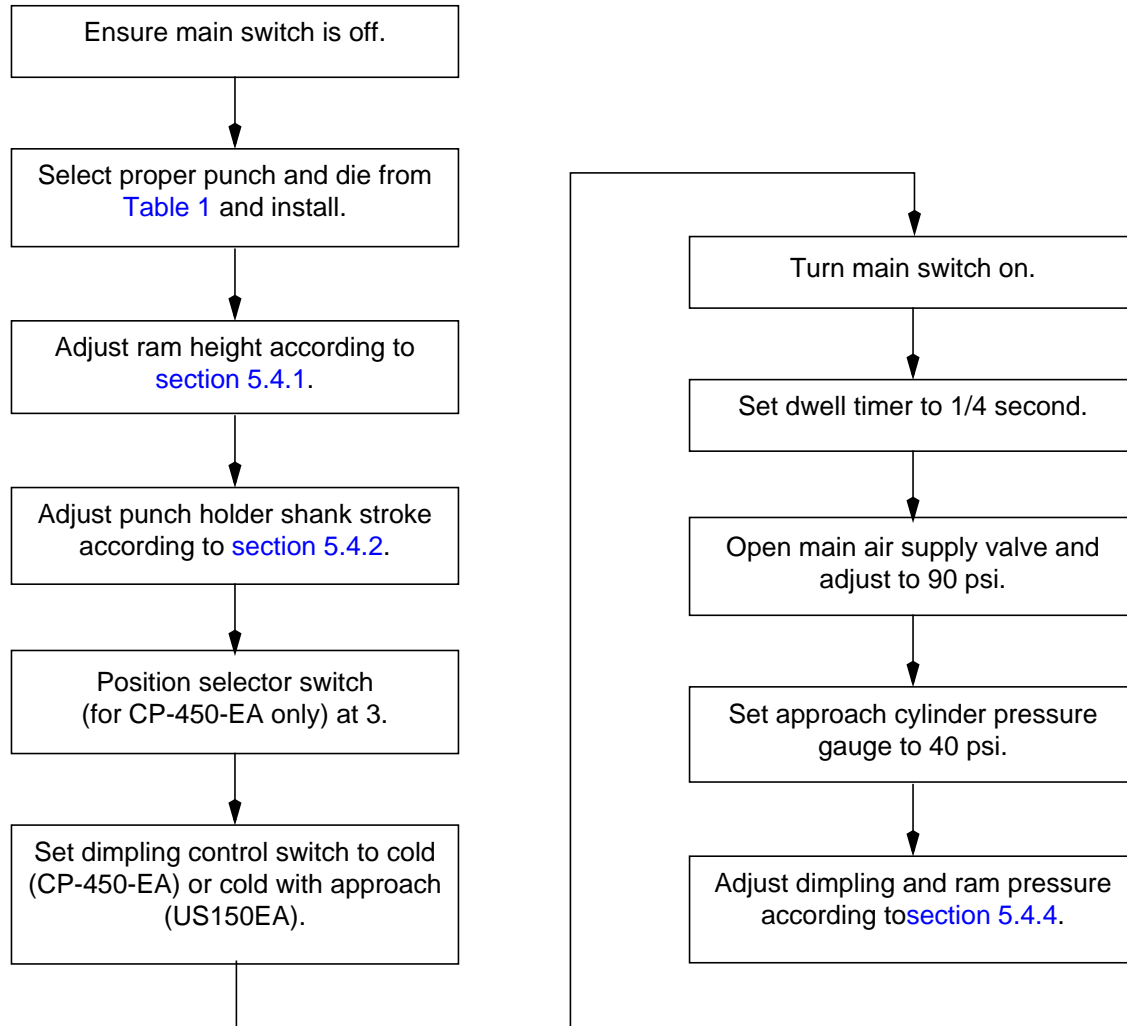 Ensure main switch is off.
Select proper punch and die from
Table 1 and install.
Adjust ram height according to
section 5.4.1.
Adjust punch holder shank stroke
according to section 5.4.2.
Position selector switch
(for CP-450-EA only) at 3.
Set dimpling control switch to cold
(CP-450-EA) or cold with approach
(US150EA).
Turn main switch on.
Set dwell timer to 1/4 second.
Open main air supply valve and
adjust to 90 psi.
Set approach cylinder pressure
gauge to 40 psi.
Adjust dimpling and ram pressure
according tosection 5.4.4.